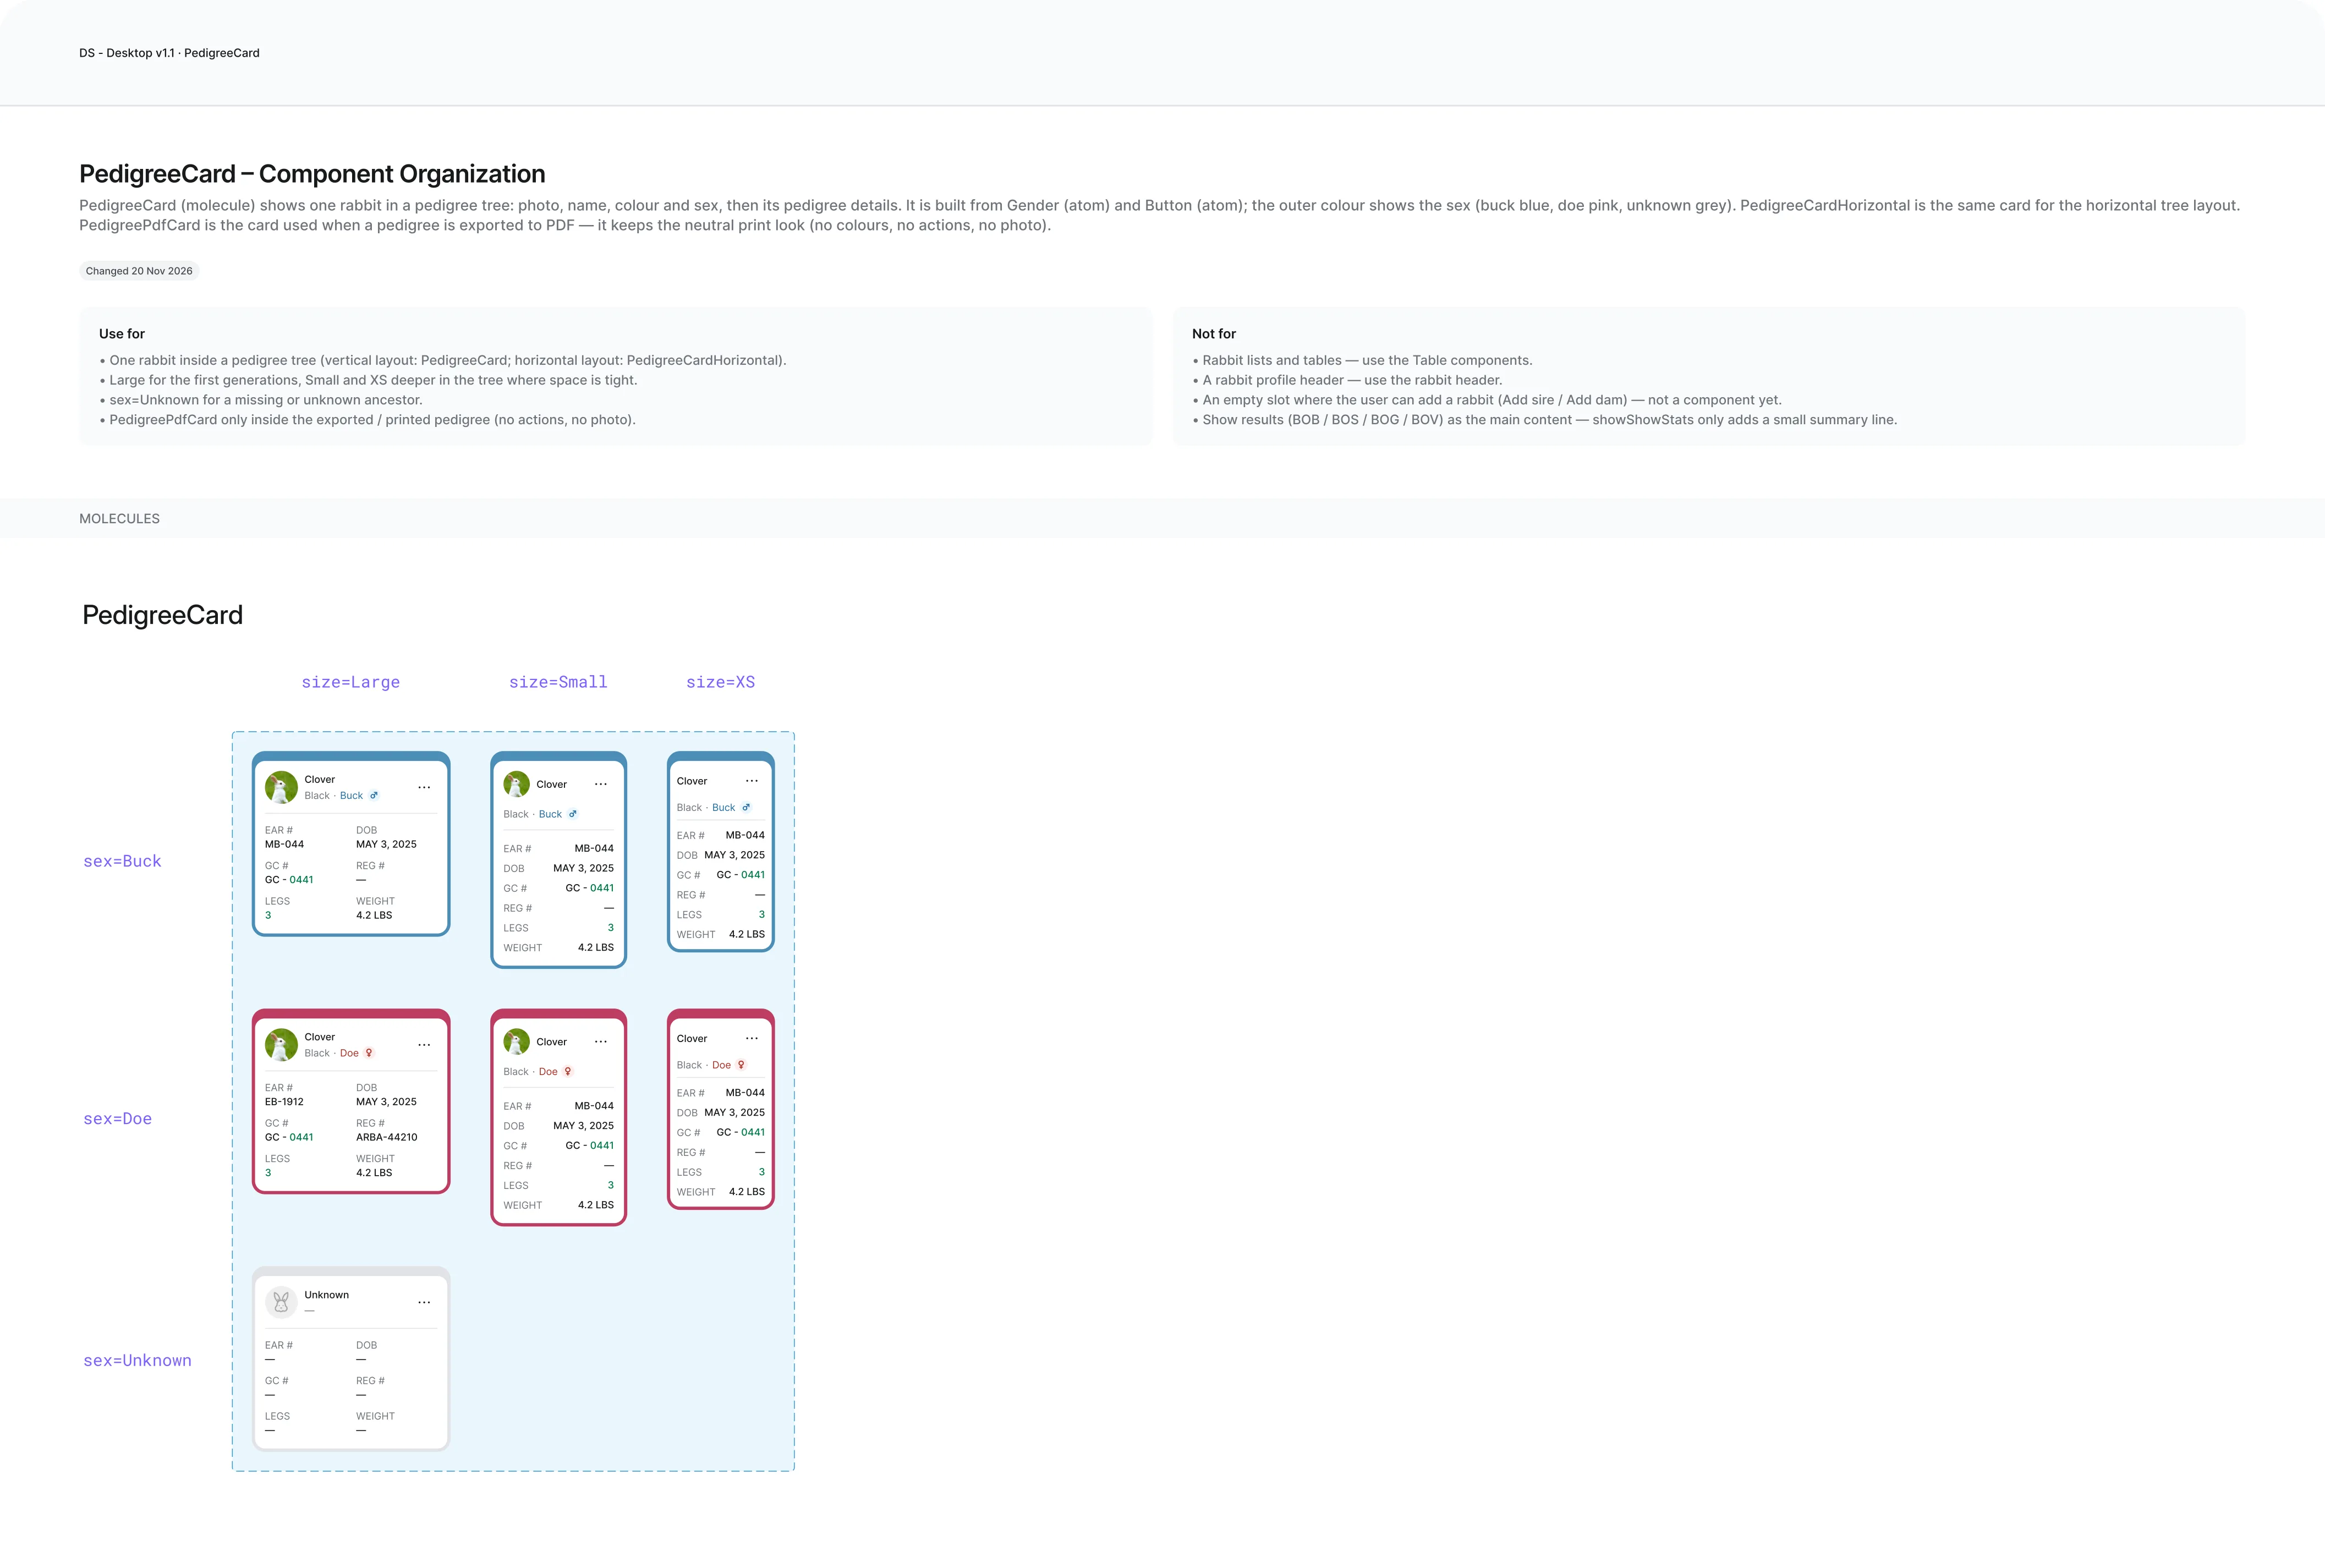 DS - Desktop v1.1 · PedigreeCard
PedigreeCard – Component Organization
PedigreeCard (molecule) shows one rabbit in a pedigree tree: photo, name, colour and sex, then its pedigree details. It is built from Gender (atom) and Button (atom); the outer colour shows the sex (buck blue, doe pink, unknown grey). PedigreeCardHorizontal is the same card for the horizontal tree layout.
PedigreePdfCard is the card used when a pedigree is exported to PDF — it keeps the neutral print look (no colours, no actions, no photo).
Changed 20 Nov 2026
Use for
• One rabbit inside a pedigree tree (vertical layout: PedigreeCard; horizontal layout: PedigreeCardHorizontal).
• Large for the first generations, Small and XS deeper in the tree where space is tight.
• sex=Unknown for a missing or unknown ancestor.
• PedigreePdfCard only inside the exported / printed pedigree (no actions, no photo).
Not for
• Rabbit lists and tables — use the Table components.
• A rabbit profile header — use the rabbit header.
• An empty slot where the user can add a rabbit (Add sire / Add dam) — not a component yet.
• Show results (BOB / BOS / BOG / BOV) as the main content — showShowStats only adds a small summary line.
MOLECULES
PedigreeCard
size=Large
size=Small
size=XS
sex=Buck
Clover
Black · Buck ♂
EAR # DOB
MB-044 MAY 3, 2025
GC # REG #
GC - 0441 —
LEGS WEIGHT
3 4.2 LBS
Clover
Black · Buck ♂
EAR # MB-044
DOB MAY 3, 2025
GC # GC - 0441
REG # —
LEGS 3
WEIGHT 4.2 LBS
Clover
Black · Buck ♂
EAR # MB-044
DOB MAY 3, 2025
GC # GC - 0441
REG # —
LEGS 3
WEIGHT 4.2 LBS
sex=Doe
Clover
Black · Doe ♀
EAR # DOB
EB-1912 MAY 3, 2025
GC # REG #
GC - 0441 ARBA-44210
LEGS WEIGHT
3 4.2 LBS
Clover
Black · Doe ♀
EAR # MB-044
DOB MAY 3, 2025
GC # GC - 0441
REG # —
LEGS 3
WEIGHT 4.2 LBS
Clover
Black · Doe ♀
EAR # MB-044
DOB MAY 3, 2025
GC # GC - 0441
REG # —
LEGS 3
WEIGHT 4.2 LBS
sex=Unknown
Unknown
—
EAR # DOB
— —
GC # REG #
— —
LEGS WEIGHT
— —